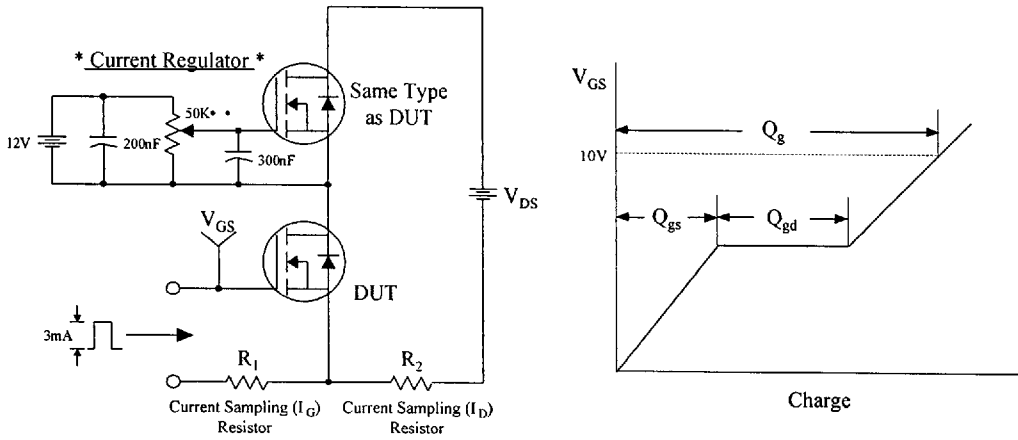 * Current Regulator *
12V
200nF
50K
300nF
Same Type
as DUT
V_DS
V_GS
DUT
3mA
R_1
R_2
Current Sampling (I_G)
Resistor
Current Sampling (I_D)
Resistor
V_GS
10V
Q_g
Q_gs
Q_gd
Charge